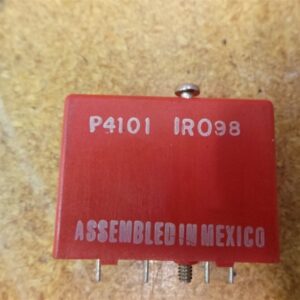 P4101 IRO98
ASSEMBLED IN MEXICO